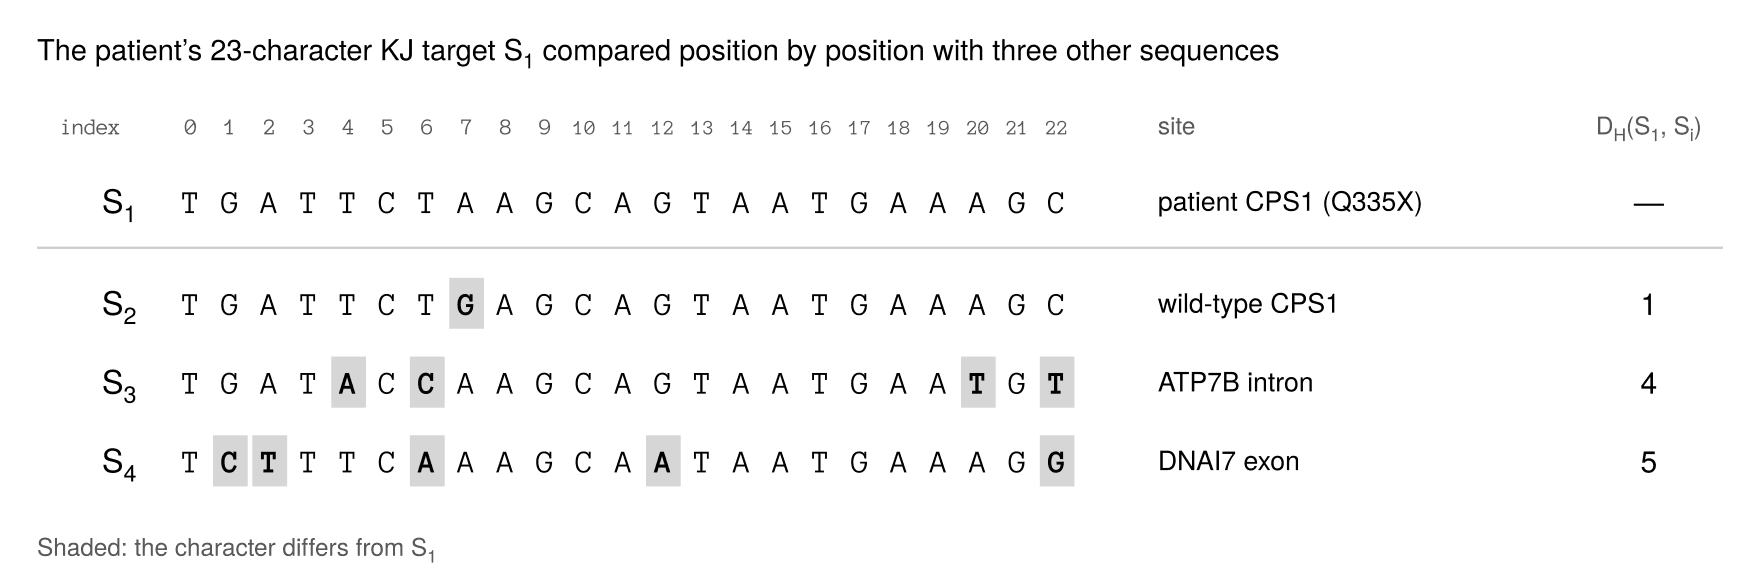 The patient’s 23-character KJ target S1 compared position by position with three other sequences
index 0 1 2 3 4 5 6 7 8 9 10 11 12 13 14 15 16 17 18 19 20 21 22 site DH(S1, Si)
S1 T G A T T C T A A G C A G T A A T G A A A G C patient CPS1 (Q335X) —
S2 T G A T T C T G A G C A G T A A T G A A A G C wild-type CPS1 1
S3 T G A T A C C A A G C A G T A A T G A A T G T ATP7B intron 4
S4 T C T T T C A A A G C A A T A A T G A A A G G DNAI7 exon 5
Shaded: the character differs from S1